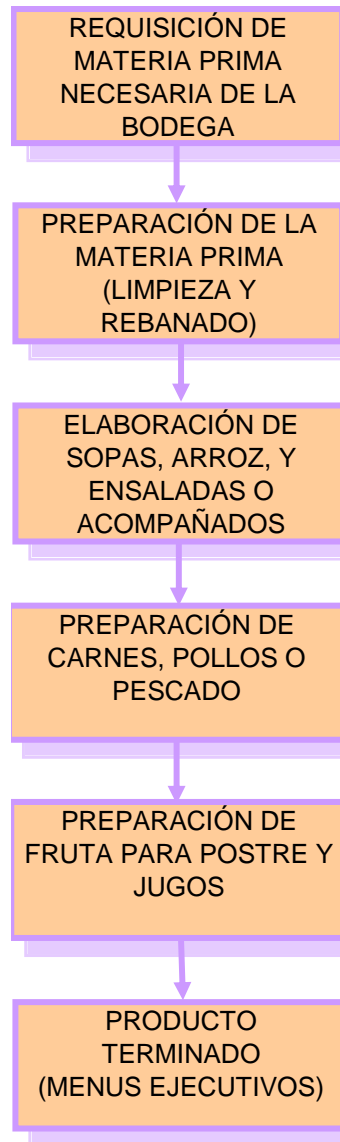 REQUISICIÓN DE
MATERIA PRIMA
NECESARIA DE LA
BODEGA
PREPARACIÓN DE LA
MATERIA PRIMA
(LIMPIEZA Y
REBANADO)
ELABORACIÓN DE
SOPAS, ARROZ, Y
ENSALADAS O
ACOMPAÑADOS
PREPARACIÓN DE
CARNES, POLLOS O
PESCADO
PREPARACIÓN DE
FRUTA PARA POSTRE Y
JUGOS
PRODUCTO
TERMINADO
(MENUS EJECUTIVOS)